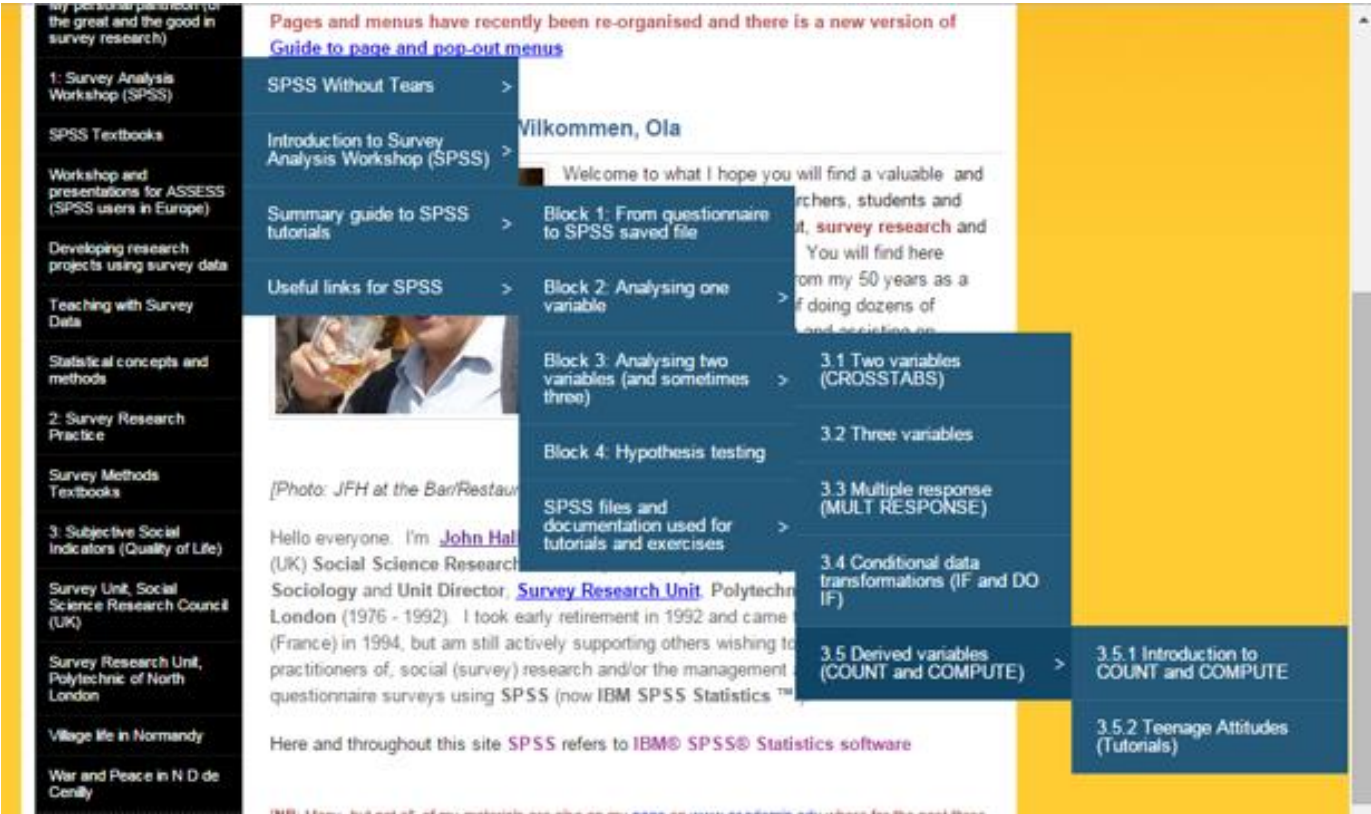 My personal pantheon (of
the great and the good in
survey research)
1: Survey Analysis
Workshop (SPSS)
SPSS Textbooks
Workshop and
presentations for ASSESS
(SPSS users in Europe)
Developing research
projects using survey data
Teaching with Survey
Data
Statistical concepts and
methods
2: Survey Research
Practice
Survey Methods
Textbooks
3: Subjective Social
Indicators (Quality of Life)
Survey Unit, Social
Science Research Council
(UK)
Survey Research Unit,
Polytechnic of North
London
Village life in Normandy
War and Peace in N D de
Cenilly
Pages and menus have recently been re-organised and there is a new version of
Guide to page and pop-out menus
SPSS Without Tears >
Introduction to Survey
Analysis Workshop (SPSS) >
Summary guide to SPSS
tutorials >
Useful links for SPSS >
Block 1: From questionnaire
to SPSS saved file
Block 2: Analysing one
variable >
Block 3: Analysing two
variables (and sometimes
three) >
Block 4: Hypothesis testing
SPSS files and
documentation used for
tutorials and exercises >
3.1 Two variables
(CROSSTABS)
3.2 Three variables
3.3 Multiple response
(MULT RESPONSE)
3.4 Conditional data
transformations (IF and DO
IF)
3.5 Derived variables
(COUNT and COMPUTE) >
3.5.1 Introduction to
COUNT and COMPUTE
3.5.2 Teenage Attitudes
(Tutorials)
Wilkommen, Ola
Welcome to what I hope you will find a valuable and
students and
survey research and
You will find here
my 50 years as a
of doing dozens of
and assisting on
[Photo: JFH at the Bar/Restau
Hello everyone. I'm John Hal
(UK) Social Science Research
Sociology and Unit Director, Survey Research Unit, Polytechn
London (1976 - 1992). I took early retirement in 1992 and came
(France) in 1994, but am still actively supporting others wishing to
practitioners of, social (survey) research and/or the management
questionnaire surveys using SPSS (now IBM SPSS Statistics ™
Here and throughout this site SPSS refers to IBM® SPSS® Statistics software